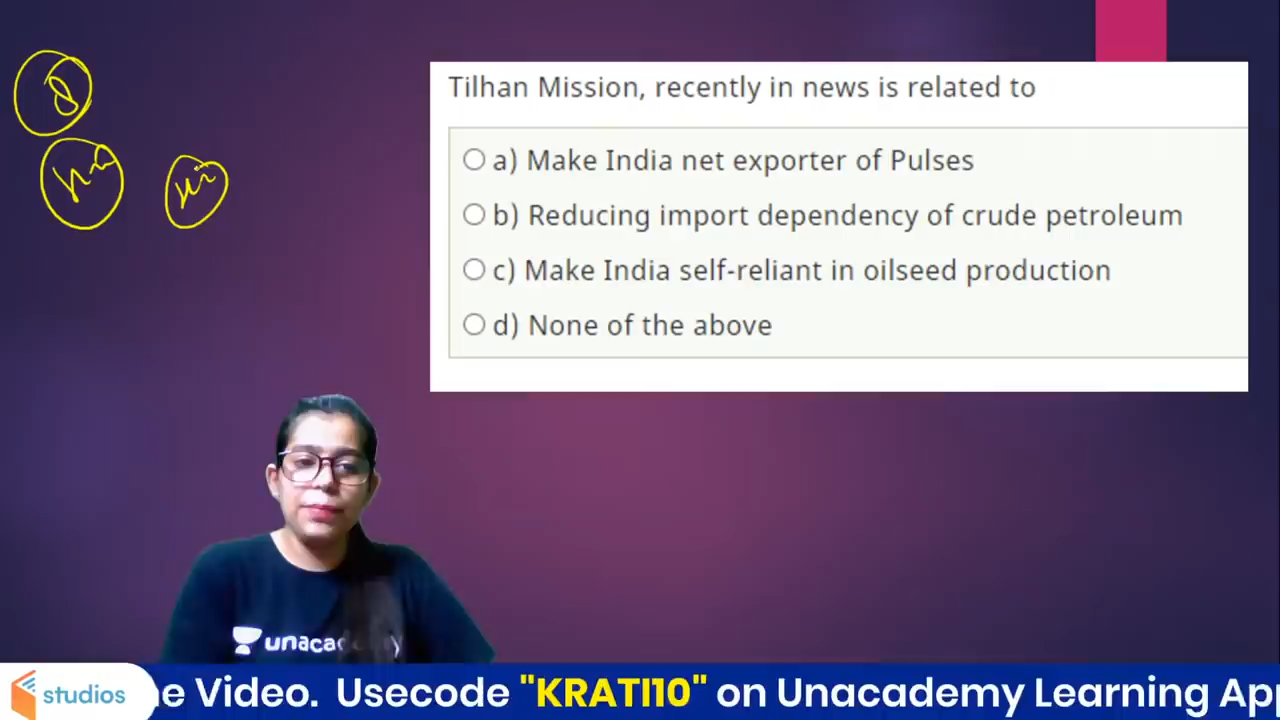 Tilhan Mission, recently in news is related to
a) Make India net exporter of Pulses
b) Reducing import dependency of crude petroleum
c) Make India self-reliant in oilseed production
d) None of the above
unacademy
studios
e Video. Usecode "KRATI10" on Unacademy Learning Ap